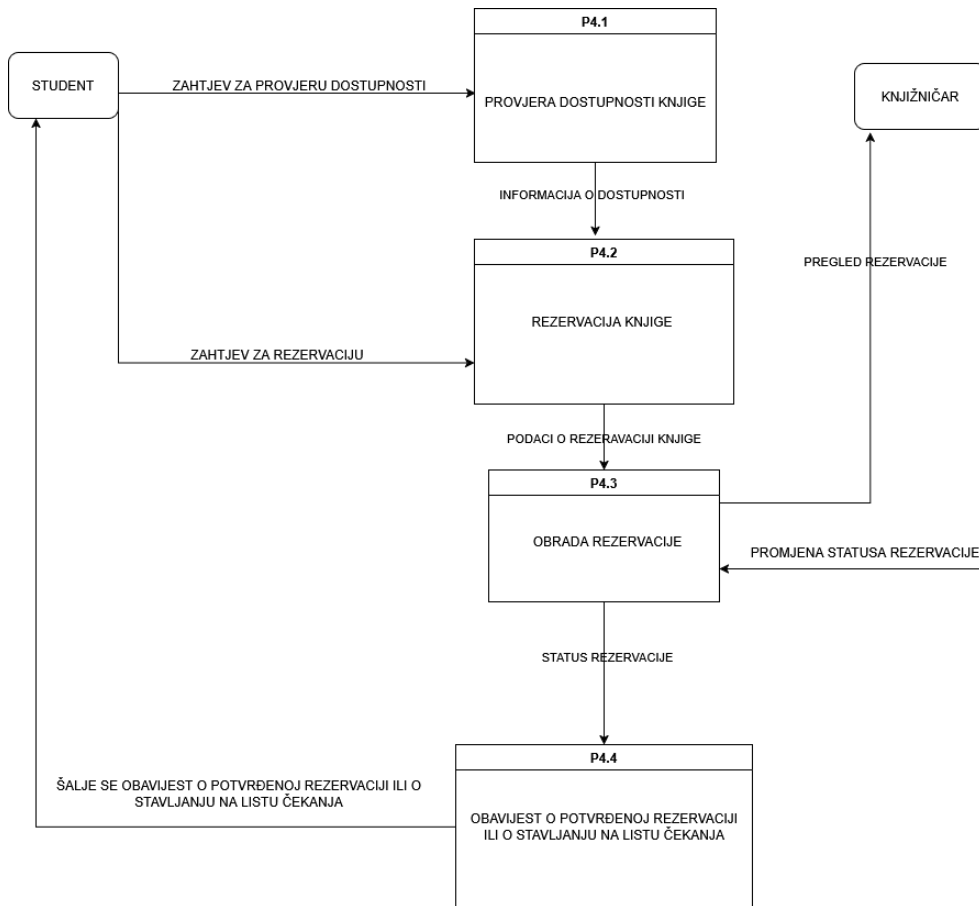 P4.1
STUDENT
ZAHTJEV ZA PROVJERU DOSTUPNOSTI
PROVJERA DOSTUPNOSTI KNJIGE
KNJIŽNIČAR
INFORMACIJA O DOSTUPNOSTI
P4.2
PREGLED REZERVACIJE
REZERVACIJA KNJIGE
ZAHTJEV ZA REZERVACIJU
PODACI O REZERAVACIJI KNJIGE
P4.3
OBRADA REZERVACIJE
PROMJENA STATUSA REZERVACIJE
STATUS REZERVACIJE
P4.4
ŠALJE SE OBAVIJEST O POTVRĐENOJ REZERVACIJI ILI O
STAVLJANJU NA LISTU ČEKANJA
OBAVIJEST O POTVRĐENOJ REZERVACIJI
ILI O STAVLJANJU NA LISTU ČEKANJA